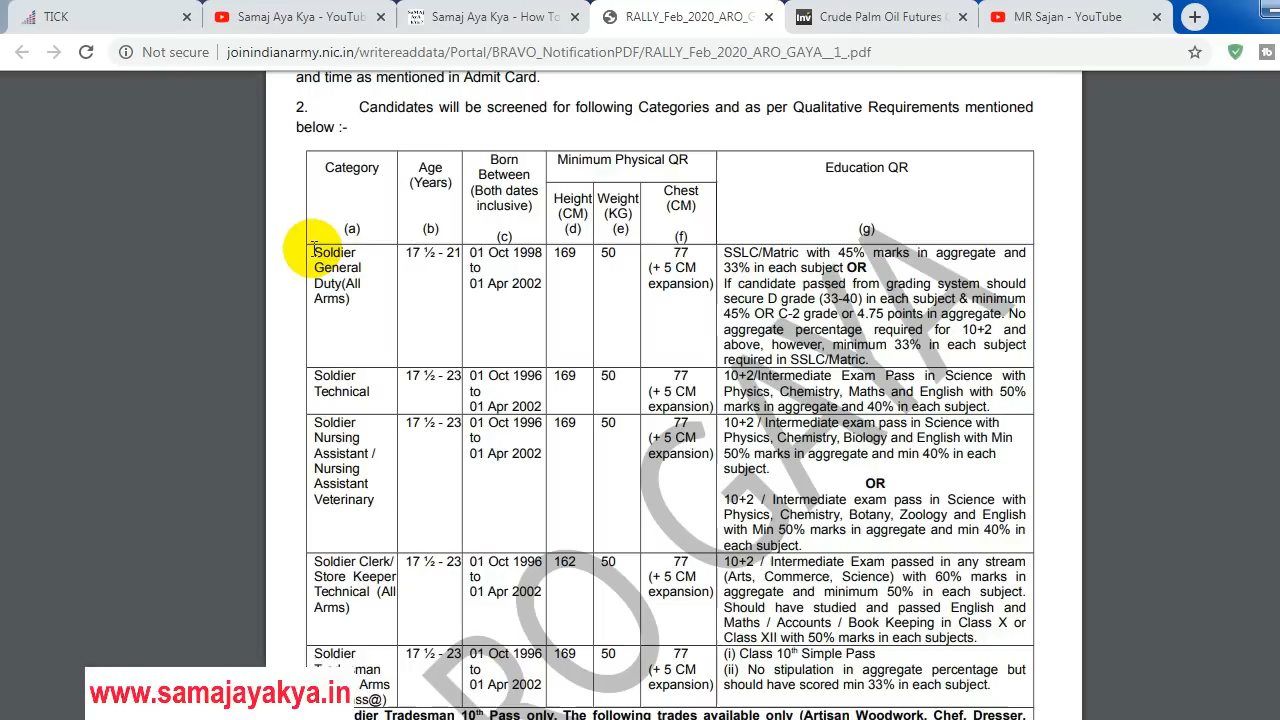 TICK
Samaj Aya Kya - YouTub
Samaj Aya Kya - How To
RALLY_Feb_2020_ARO_G
Crude Palm Oil Futures
MR Sajan - YouTube
Not secure
joinindianarmy.nic.in/writereaddata/Portal/BRAVO_NotificationPDF/RALLY_Feb_2020_ARO_GAYA__1_.pdf
and time as mentioned in Admit Card.
2. Candidates will be screened for following Categories and as per Qualitative Requirements mentioned
below :-
Category
(a)
Age
(Years)
(b)
Born
Between
(Both dates
inclusive)
(c)
Minimum Physical QR
Height
(CM)
(d)
Weight
(KG)
(e)
Chest
(CM)
(f)
Education QR
(g)
Soldier
General
Duty(All
Arms)
17 ½ - 21
01 Oct 1998
to
01 Apr 2002
169
50
77
(+ 5 CM
expansion)
SSLC/Matric with 45% marks in aggregate and
33% in each subject OR
If candidate passed from grading system should
secure D grade (33-40) in each subject & minimum
45% OR C-2 grade or 4.75 points in aggregate. No
aggregate percentage required for 10+2 and
above, however, minimum 33% in each subject
required in SSLC/Matric.
Soldier
Technical
17 ½ - 23
01 Oct 1996
to
01 Apr 2002
169
50
77
(+ 5 CM
expansion)
10+2/Intermediate Exam Pass in Science with
Physics, Chemistry, Maths and English with 50%
marks in aggregate and 40% in each subject.
Soldier
Nursing
Assistant /
Nursing
Assistant
Veterinary
17 ½ - 23
01 Oct 1996
to
01 Apr 2002
169
50
77
(+ 5 CM
expansion)
10+2 / Intermediate exam pass in Science with
Physics, Chemistry, Biology and English with Min
50% marks in aggregate and min 40% in each
subject.
OR
10+2 / Intermediate exam pass in Science with
Physics, Chemistry, Botany, Zoology and English
with Min 50% marks in aggregate and min 40% in
each subject.
Soldier Clerk/
Store Keeper
Technical (All
Arms)
17 ½ - 23
01 Oct 1996
to
01 Apr 2002
162
50
77
(+ 5 CM
expansion)
10+2 / Intermediate Exam passed in any stream
(Arts, Commerce, Science) with 60% marks in
aggregate and minimum 50% in each subject.
Should have studied and passed English and
Maths / Accounts / Book Keeping in Class X or
Class XII with 50% marks in each subjects.
Soldier
17 ½ - 23
01 Oct 1996
to
01 Apr 2002
169
50
77
(+ 5 CM
expansion)
(i) Class 10th Simple Pass
(ii) No stipulation in aggregate percentage but
should have scored min 33% in each subject.
Arms
www.samajayakya.in
Tradesman 10th Pass only. The following trades available only (Artisan Woodwork, Chef, Dresser,
RO GAYA